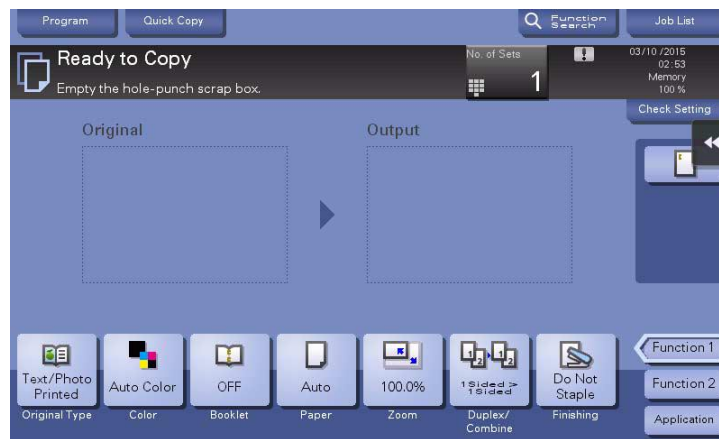 Program
Quick Copy
Function Search
Job List
Ready to Copy
Empty the hole-punch scrap box.
No. of Sets
1
03/10 /2015
02:53
Memory
100 %
Check Setting
Original
Output
Text/Photo
Printed
Auto Color
OFF
Auto
100.0%
1Sided >
1Sided
Do Not
Staple
Original Type
Color
Booklet
Paper
Zoom
Duplex/
Combine
Finishing
Function 1
Function 2
Application